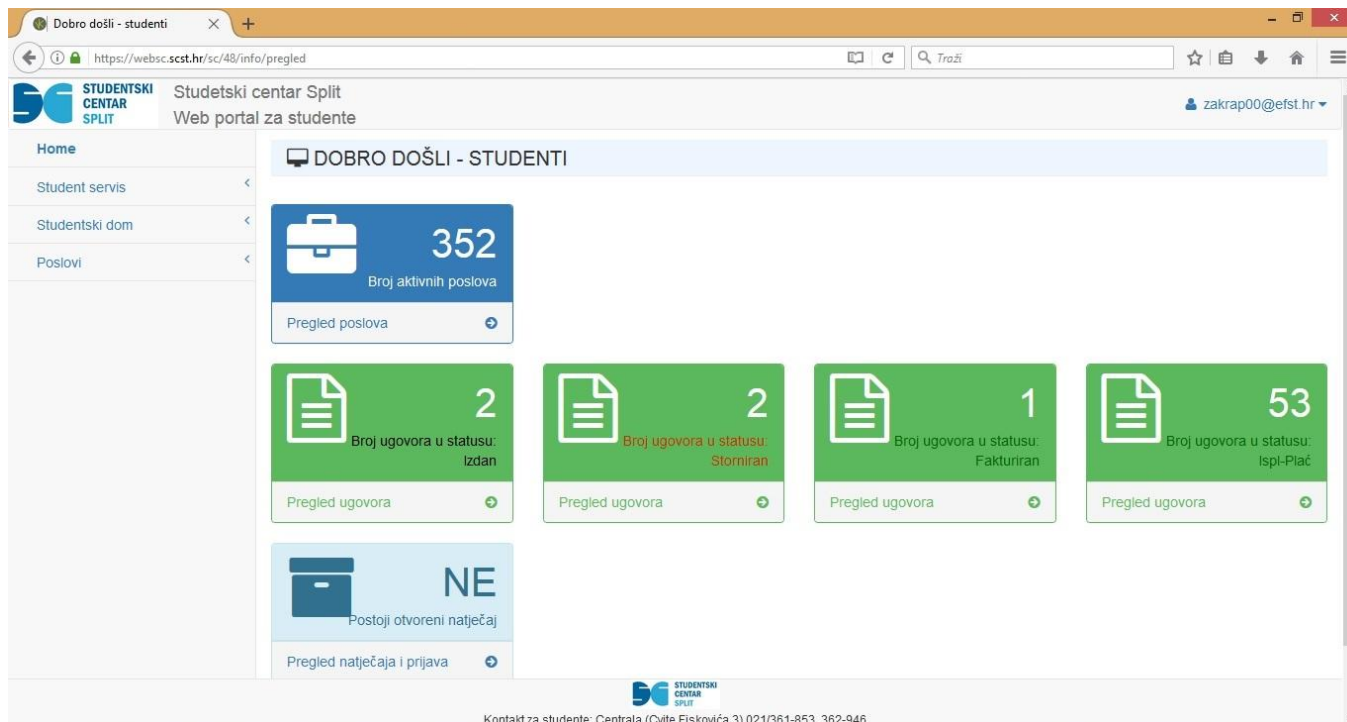 Dobro došli - studenti
https://websc.scst.hr/sc/48/info/pregled
Traži
STUDENTSKI
CENTAR
SPLIT
Studetski centar Split
Web portal za studente
zakrap00@efst.hr
Home
Student servis
Studentski dom
Poslovi
DOBRO DOŠLI - STUDENTI
352
Broj aktivnih poslova
Pregled poslova
2
Broj ugovora u statusu:
Izdan
Pregled ugovora
2
Broj ugovora u statusu:
Storniran
Pregled ugovora
1
Broj ugovora u statusu:
Fakturiran
Pregled ugovora
53
Broj ugovora u statusu:
Ispl-Plać
Pregled ugovora
NE
Postoji otvoreni natječaj
Pregled natječaja i prijava
STUDENTSKI
CENTAR
SPLIT
Kontakt za studente: Centrala (Cvite Fiskovića 3) 021/361-853, 362-946